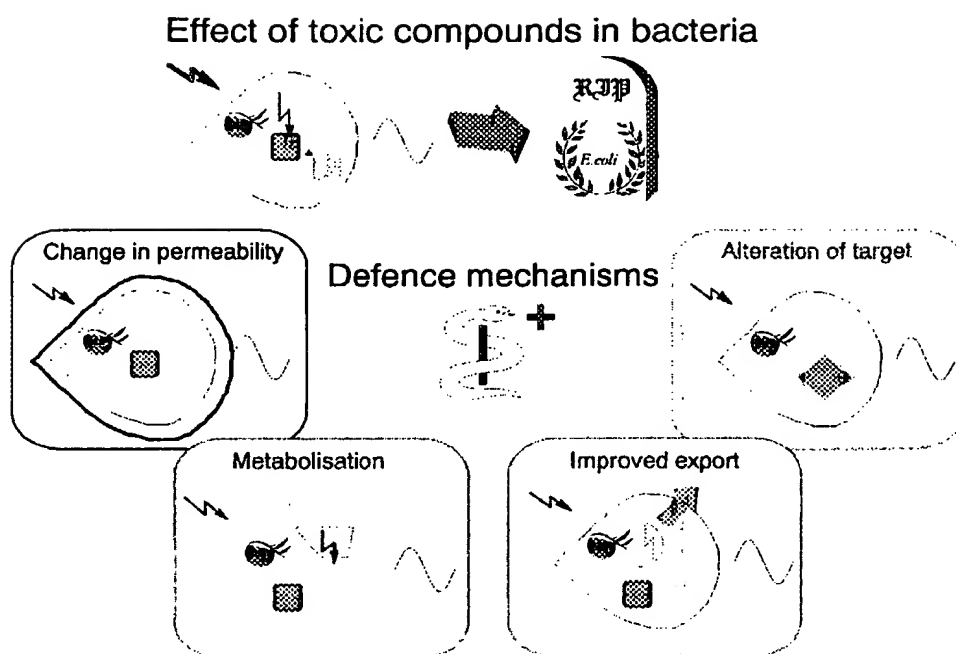 Effect of toxic compounds in bacteria
RIP
E.coli
Change in permeability
Defence mechanisms
Alteration of target
Metabolisation
Improved export